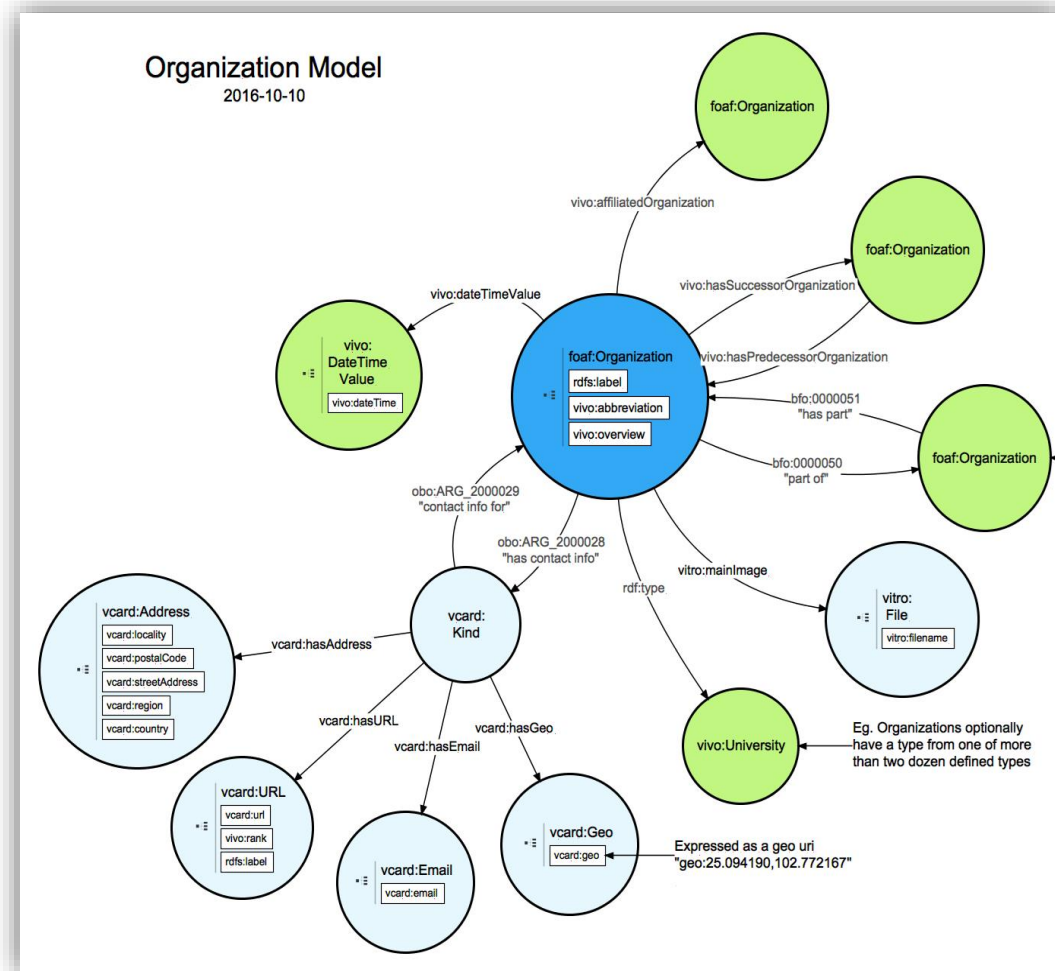 Organization Model
2016-10-10
foaf:Organization
vivo:affiliatedOrganization
foaf:Organization
vivo:hasSuccessorOrganization
vivo:dateTimeValue
vivo:hasPredecessorOrganization
vivo:
DateTime
Value
vivo:dateTime
foaf:Organization
rdfs:label
vivo:abbreviation
vivo:overview
bfo:0000051
"has part"
foaf:Organization
bfo:0000050
"part of"
obo:ARG_2000029
"contact info for"
obo:ARG_2000028
"has contact info"
vitro:mainImage
rdf:type
vitro:
File
vitro:filename
vcard:
Kind
vcard:Address
vcard:locality
vcard:postalCode
vcard:streetAddress
vcard:region
vcard:country
vcard:hasAddress
vcard:hasURL
vcard:hasEmail
vcard:hasGeo
vivo:University
Eg. Organizations optionally
have a type from one of more
than two dozen defined types
vcard:URL
vcard:url
vivo:rank
rdfs:label
vcard:Email
vcard:email
vcard:Geo
vcard:geo
Expressed as a geo uri
"geo:25.094190,102.772167"